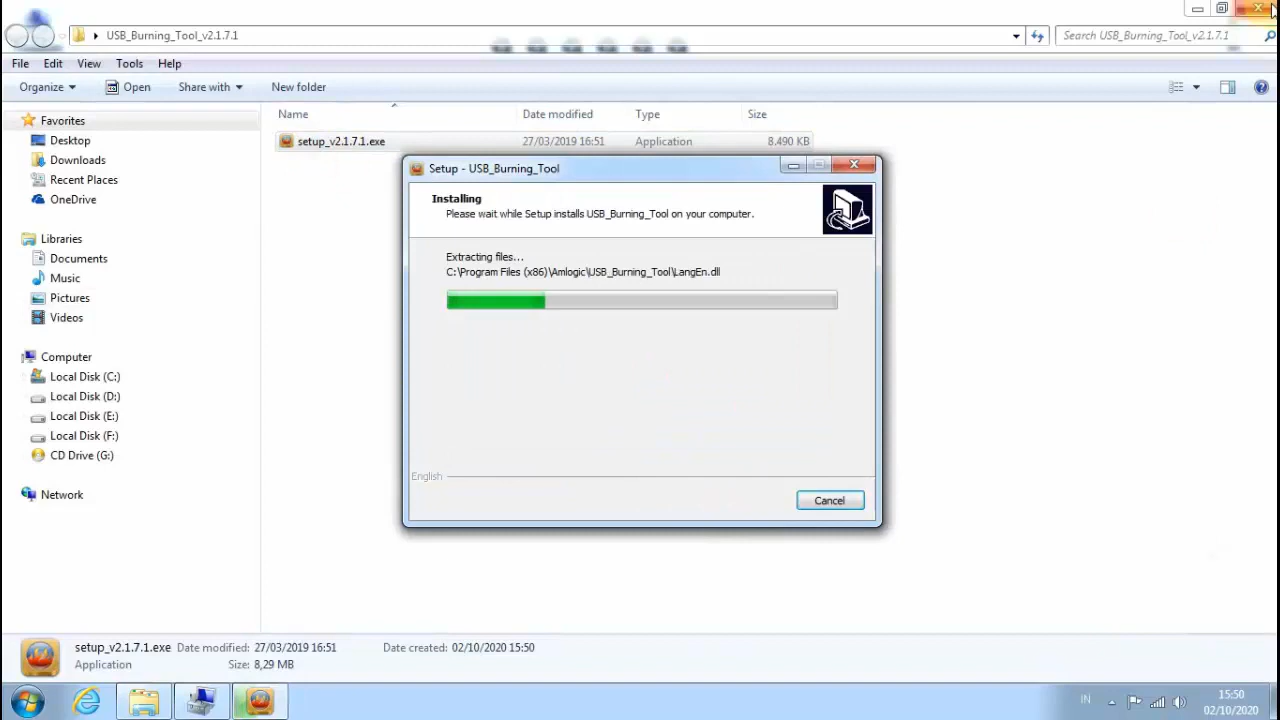 USB_Burning_Tool_v2.1.7.1
Search USB_Burning_Tool_v2.1.7.1
File Edit View Tools Help
Organize Open Share with New folder
Name Date modified Type Size
setup_v2.1.7.1.exe 27/03/2019 16:51 Application 8.490 KB
Favorites
Desktop
Downloads
Recent Places
OneDrive
Libraries
Documents
Music
Pictures
Videos
Computer
Local Disk (C:)
Local Disk (D:)
Local Disk (E:)
Local Disk (F:)
CD Drive (G:)
Network
Setup - USB_Burning_Tool
Installing
Please wait while Setup installs USB_Burning_Tool on your computer.
Extracting files...
C:\Program Files (x86)\Amlogic\USB_Burning_Tool\LangEn.dll
English
Cancel
setup_v2.1.7.1.exe Date modified: 27/03/2019 16:51 Date created: 02/10/2020 15:50
Application Size: 8,29 MB
IN
15:50
02/10/2020